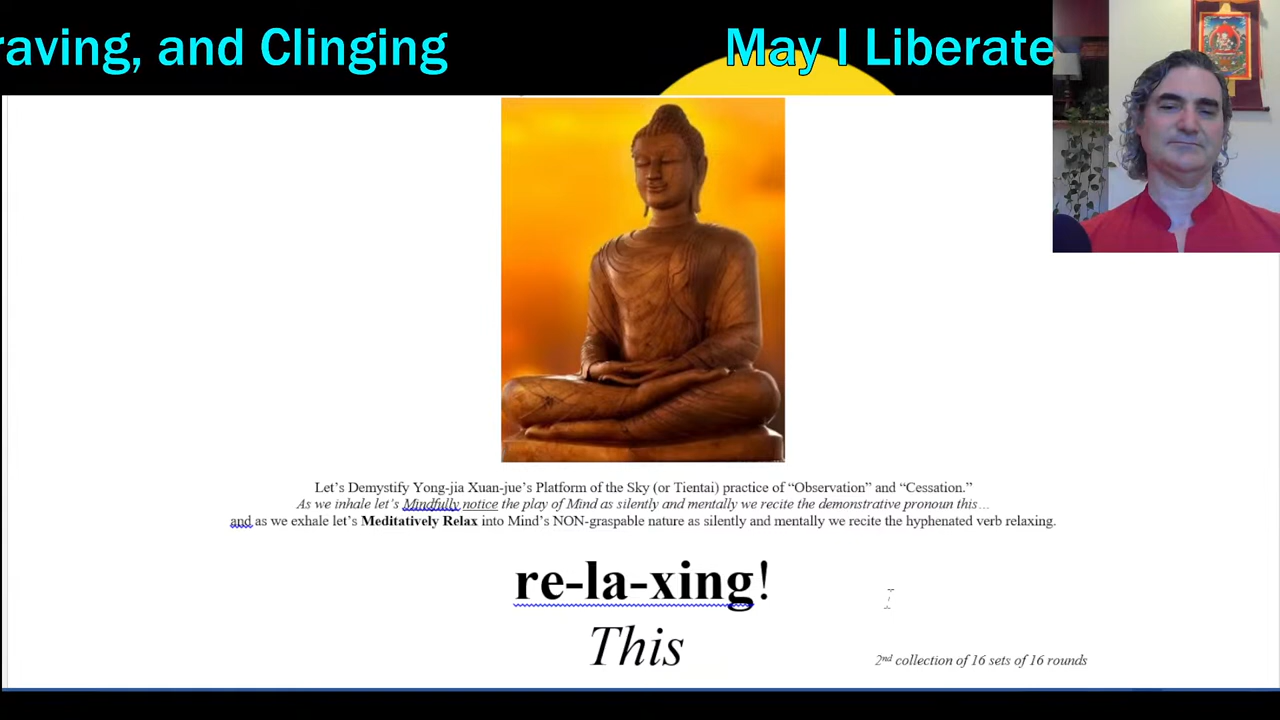 raving, and Clinging
May I Liberate
Let's Demystify Yong-jia Xuan-jue's Platform of the Sky (or Tientai) practice of “Observation” and “Cessation.”
As we inhale let's Mindfully notice the play of Mind as silently and mentally we recite the demonstrative pronoun this…
and as we exhale let's Meditatively Relax into Mind's NON-graspable nature as silently and mentally we recite the hyphenated verb relaxing.
re-la-xing!
This
2nd collection of 16 sets of 16 rounds